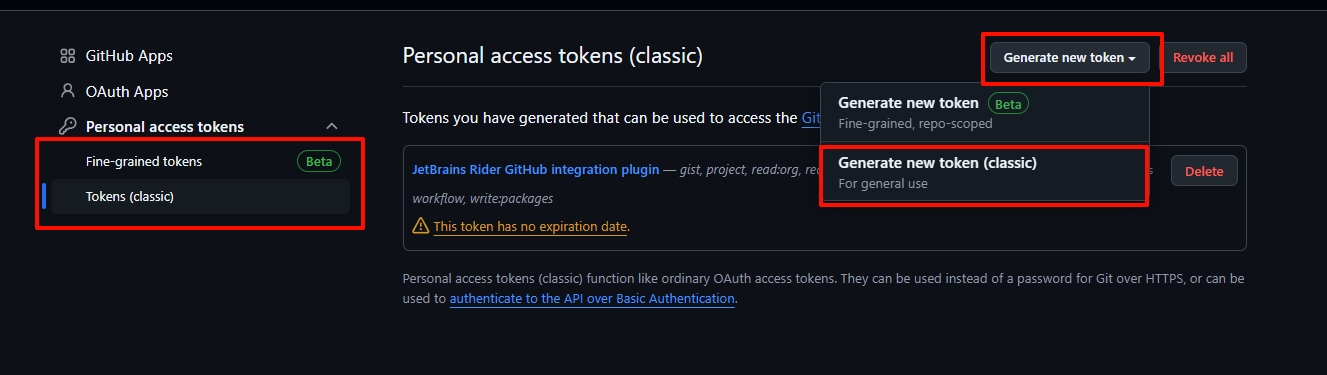 GitHub Apps
OAuth Apps
Personal access tokens
Fine-grained tokens Beta
Tokens (classic)
Personal access tokens (classic)
Generate new token
Revoke all
Generate new token Beta
Fine-grained, repo-scoped
Generate new token (classic)
For general use
Tokens you have generated that can be used to access the
JetBrains Rider GitHub integration plugin — gist, project, read:org,
workflow, write:packages
Delete
This token has no expiration date.
Personal access tokens (classic) function like ordinary OAuth access tokens. They can be used instead of a password for Git over HTTPS, or can be
used to authenticate to the API over Basic Authentication.